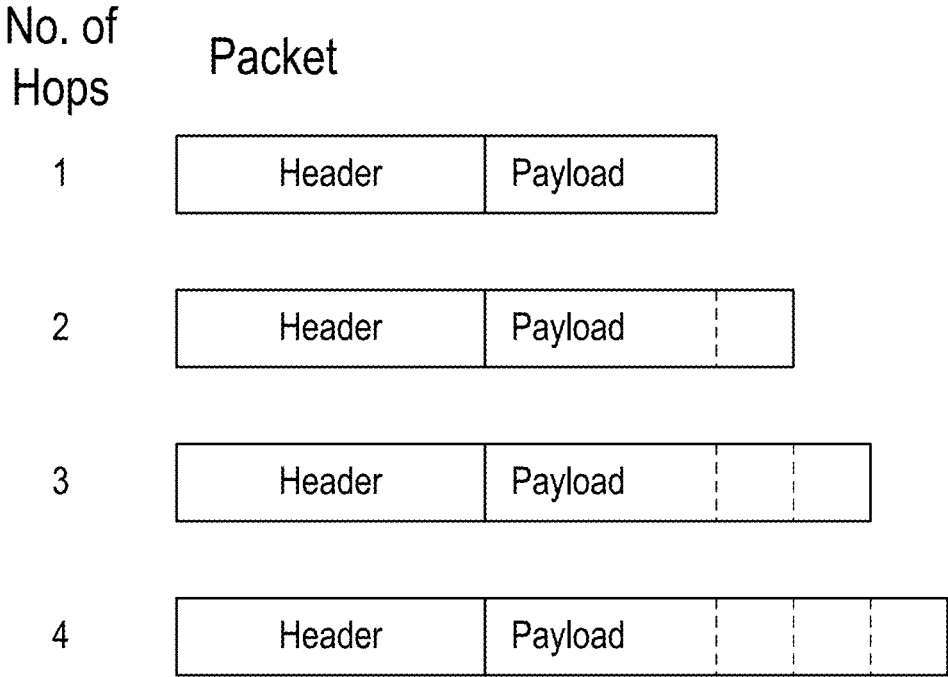 No. of
Hops
Packet
1 Header Payload
2 Header Payload
3 Header Payload
4 Header Payload